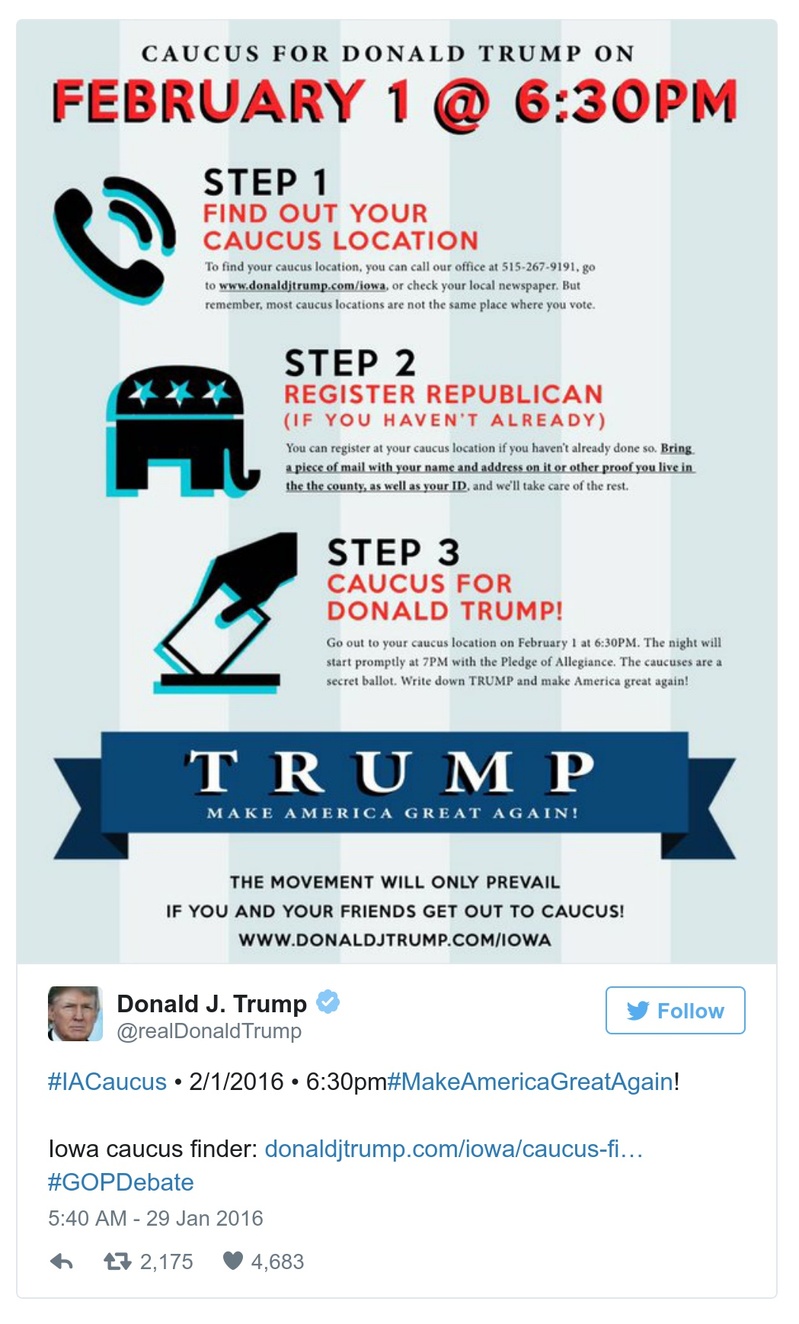 CAUCUS FOR DONALD TRUMP ON
FEBRUARY 1 @ 6:30PM
STEP 1
FIND OUT YOUR
CAUCUS LOCATION
To find your caucus location, you can call our office at 515-267-9191, go
to www.donaldjtrump.com/iowa, or check your local newspaper. But
remember, most caucus locations are not the same place where you vote.
STEP 2
REGISTER REPUBLICAN
(IF YOU HAVEN'T ALREADY)
You can register at your caucus location if you haven't already done so. Bring
a piece of mail with your name and address on it or other proof you live in
the the county, as well as your ID, and we'll take care of the rest.
STEP 3
CAUCUS FOR
DONALD TRUMP!
Go out to your caucus location on February 1 at 6:30PM. The night will
start promptly at 7PM with the Pledge of Allegiance. The caucuses are a
secret ballot. Write down TRUMP and make America great again!
TRUMP
MAKE AMERICA GREAT AGAIN!
THE MOVEMENT WILL ONLY PREVAIL
IF YOU AND YOUR FRIENDS GET OUT TO CAUCUS!
WWW.DONALDJTRUMP.COM/IOWA
Donald J. Trump
@realDonaldTrump
Follow
#IACaucus • 2/1/2016 • 6:30pm#MakeAmericaGreatAgain!
Iowa caucus finder: donaldjtrump.com/iowa/caucus-fi…
#GOPDebate
5:40 AM - 29 Jan 2016
2,175 4,683